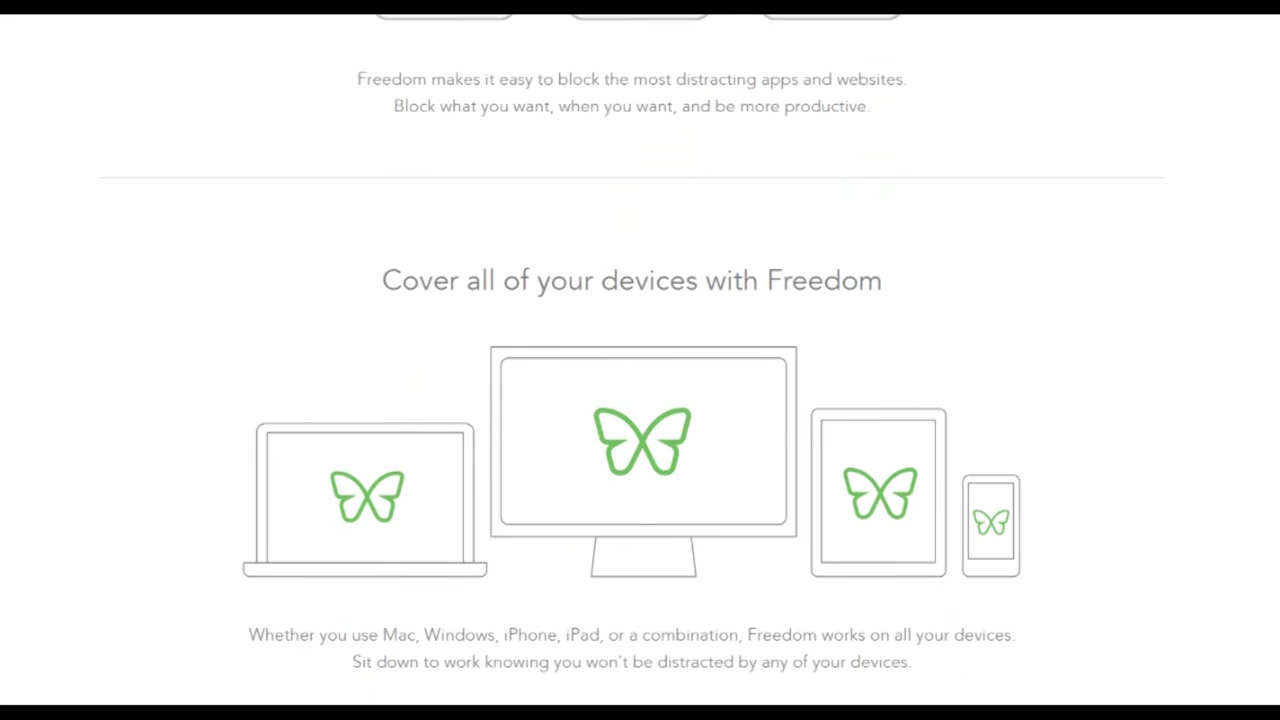 Freedom makes it easy to block the most distracting apps and websites.
Block what you want, when you want, and be more productive.
Cover all of your devices with Freedom
Whether you use Mac, Windows, iPhone, iPad, or a combination, Freedom works on all your devices.
Sit down to work knowing you won't be distracted by any of your devices.